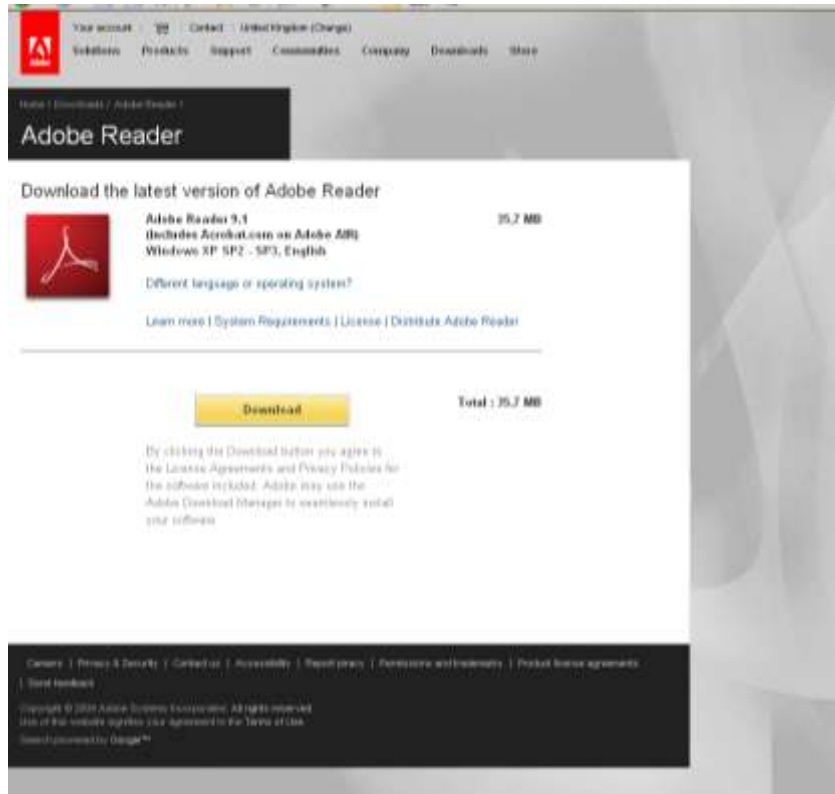 Your account | Contact | United Kingdom (Change)
Adobe
Solutions Products Support Communities Company Downloads Store
Home / Downloads / Adobe Reader /
Adobe Reader
Download the latest version of Adobe Reader
Adobe Reader 9.1 35.7 MB
(includes Acrobat.com on Adobe AIR)
Windows XP SP2 - SP3, English
Different language or operating system?
Learn more | System Requirements | License | Distribute Adobe Reader
Download Total : 35.7 MB
By clicking the Download button you agree to
the License Agreements and Privacy Policies for
the software included. Adobe may use the
Adobe Download Manager to seamlessly install
your software
Careers | Privacy & Security | Contact us | Accessibility | Report piracy | Permissions and trademarks | Product license agreements
| Send feedback
Copyright © 2009 Adobe Systems Incorporated. All rights reserved.
Use of this website signifies your agreement to the Terms of Use.
Search powered by Google™